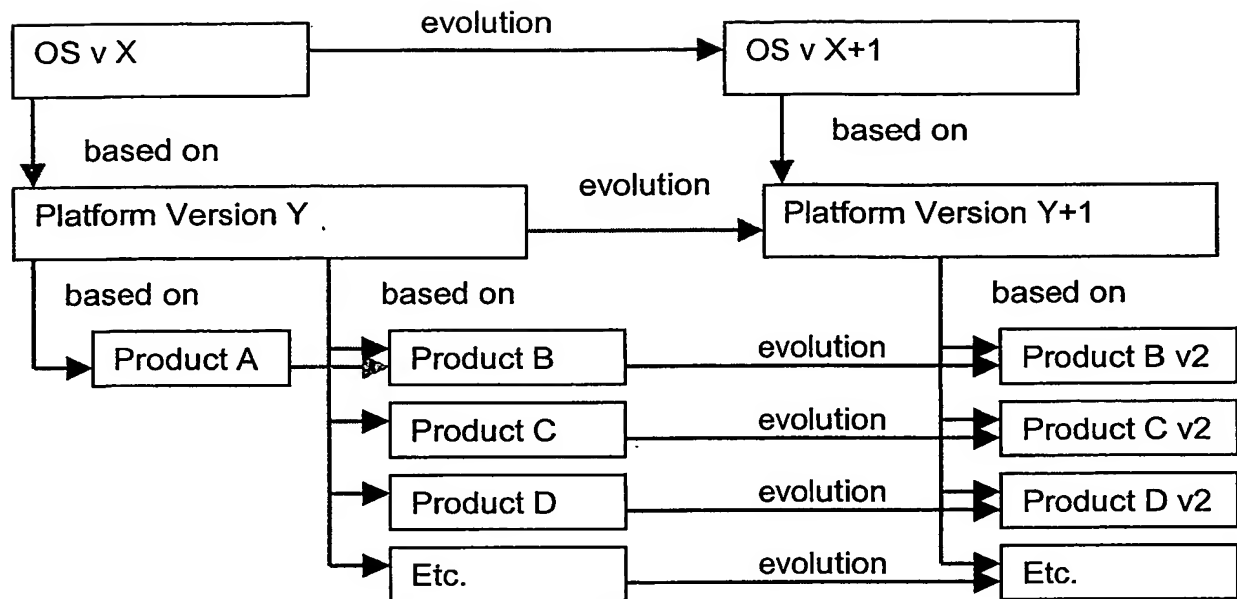 evolution
OS v X
OS v X+1
based on
based on
evolution
Platform Version Y
Platform Version Y+1
based on
based on
based on
Product A
Product B
evolution
Product B v2
Product C
evolution
Product C v2
Product D
evolution
Product D v2
Etc.
evolution
Etc.